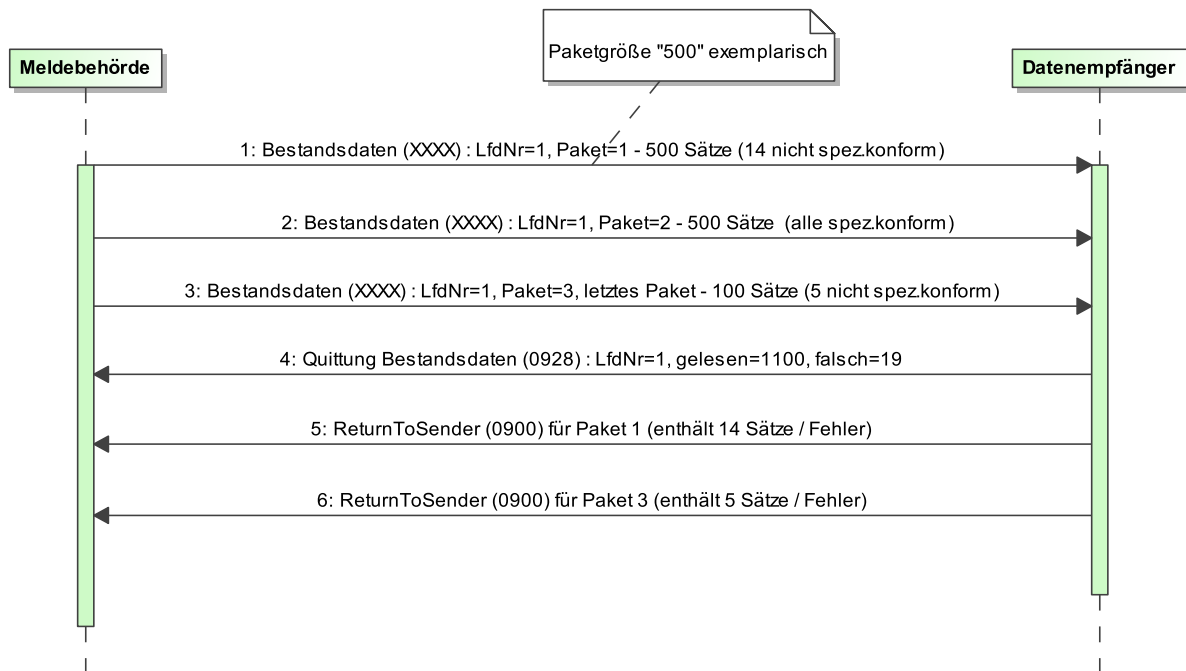 Paketgröße "500" exemplarisch
Meldebehörde
Datenempfänger
1: Bestandsdaten (XXXX) : LfdNr=1, Paket=1 - 500 Sätze (14 nicht spez.konform)
2: Bestandsdaten (XXXX) : LfdNr=1, Paket=2 - 500 Sätze  (alle spez.konform)
3: Bestandsdaten (XXXX) : LfdNr=1, Paket=3, letztes Paket - 100 Sätze (5 nicht spez.konform)
4: Quittung Bestandsdaten (0928) : LfdNr=1, gelesen=1100, falsch=19
5: ReturnToSender (0900) für Paket 1 (enthält 14 Sätze / Fehler)
6: ReturnToSender (0900) für Paket 3 (enthält 5 Sätze / Fehler)